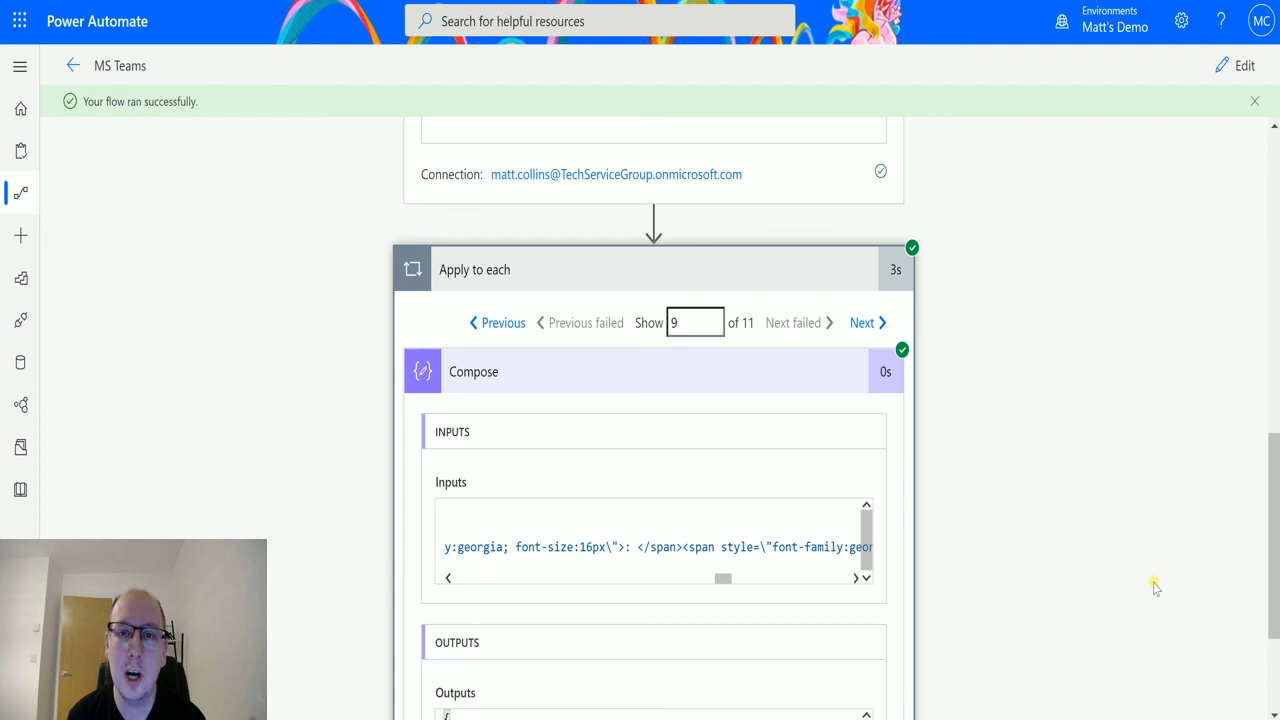 Power Automate
Search for helpful resources
Environments
Matt's Demo
MC
MS Teams
Edit
Your flow ran successfully.
Connection: matt.collins@TechServiceGroup.onmicrosoft.com
Apply to each
3s
Previous
Previous failed
Show 9 of 11
Next failed
Next
Compose
0s
INPUTS
Inputs
y:georgia; font-size:16px\">: </span><span style=\"font-family:geor
OUTPUTS
Outputs
{